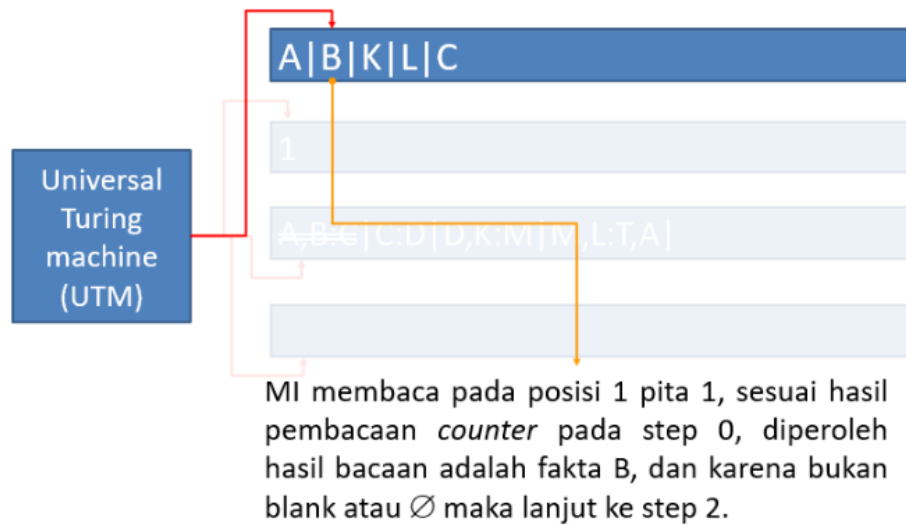 A|B|K|L|C
1
Universal
Turing
machine
(UTM)
A,B:C|C:D|D,K:M|M,L:T,A|
MI membaca pada posisi 1 pita 1, sesuai hasil
pembacaan counter pada step 0, diperoleh
hasil bacaan adalah fakta B, dan karena bukan
blank atau ∅ maka lanjut ke step 2.